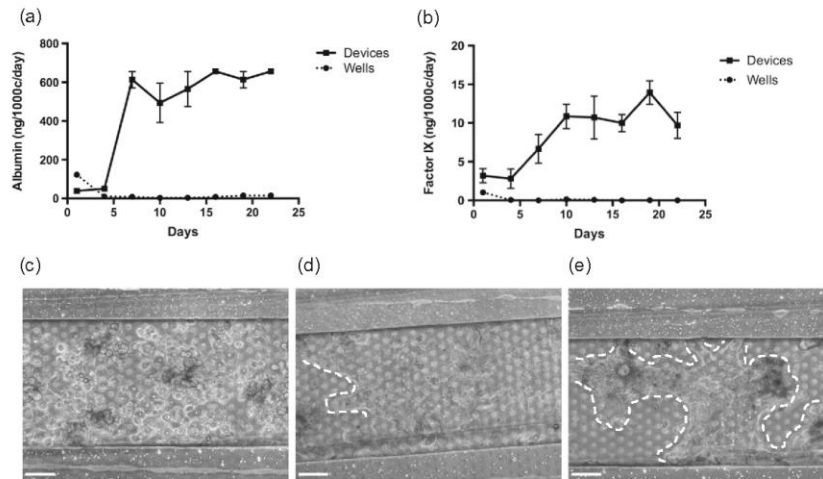 (a)
800
600
400
200
0
Albumin (ng/1000c/day)
0 5 10 15 20 25
Days
Devices
Wells
(b)
20
15
10
5
0
Factor IX (ng/1000c/day)
0 5 10 15 20 25
Days
Devices
Wells
(c)
(d)
(e)